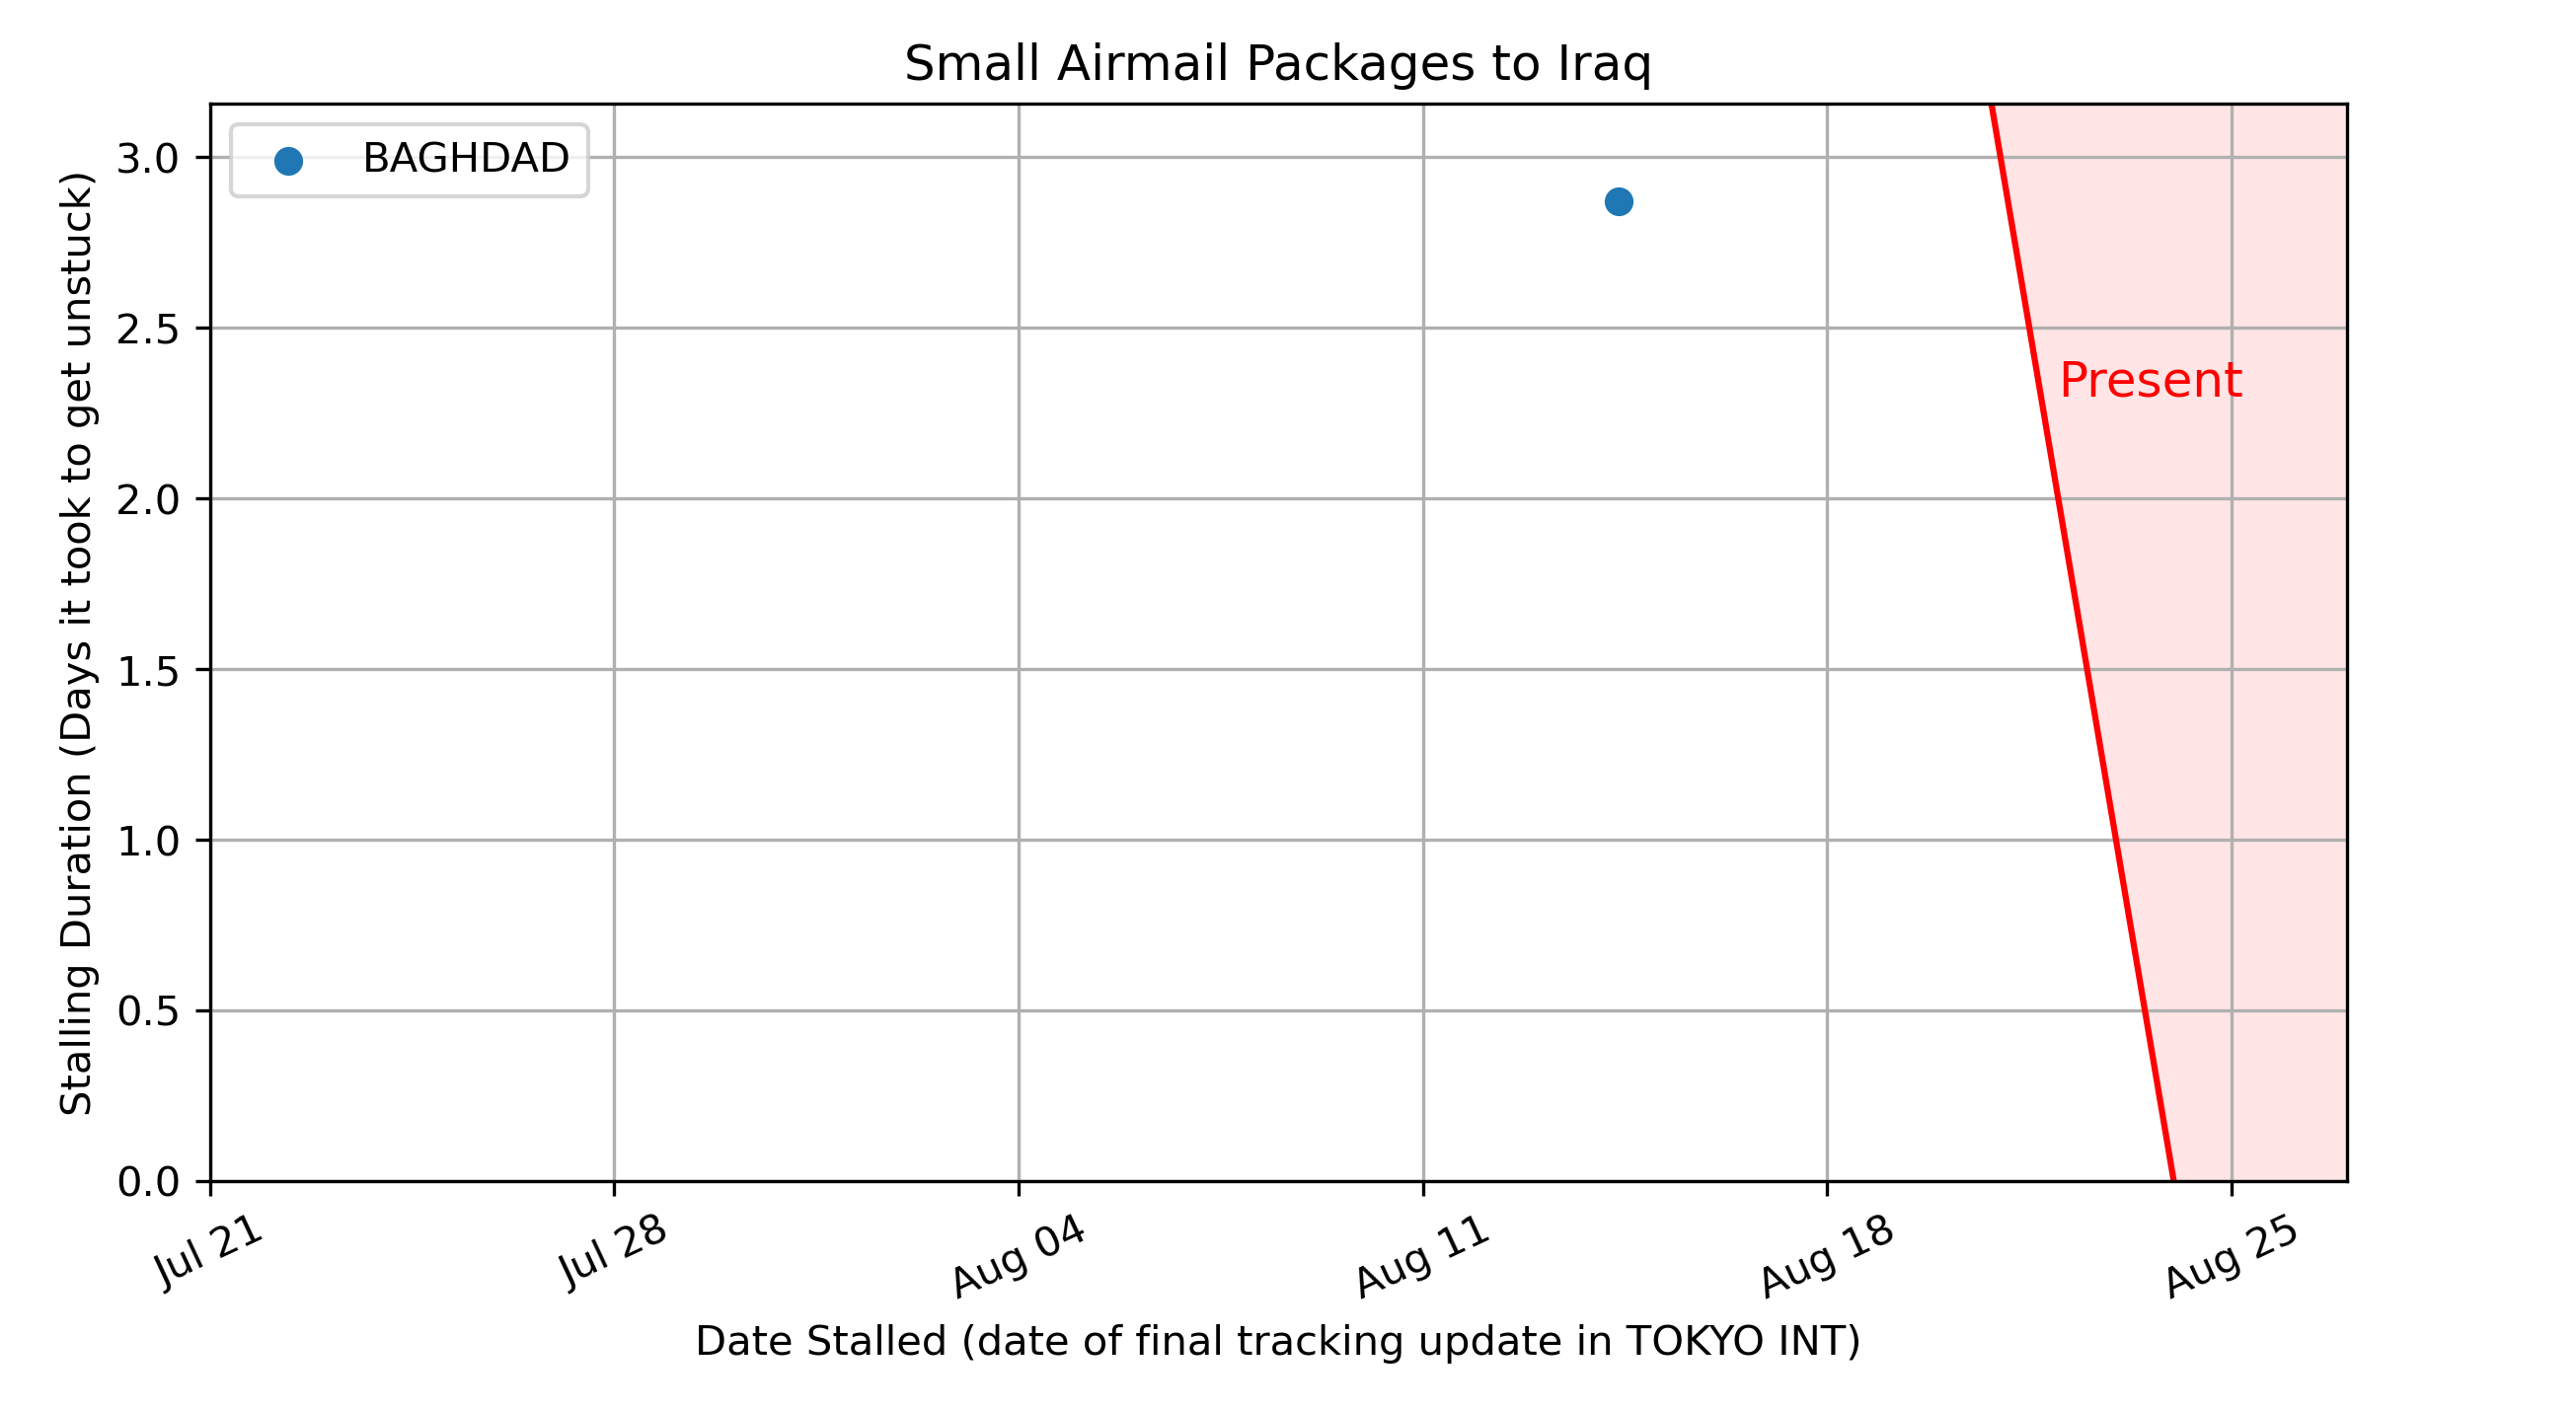 Small Airmail Packages to Iraq
BAGHDAD
Present
Stalling Duration (Days it took to get unstuck)
3.0
2.5
2.0
1.5
1.0
0.5
0.0
Jul 21
Jul 28
Aug 04
Aug 11
Aug 18
Aug 25
Date Stalled (date of final tracking update in TOKYO INT)